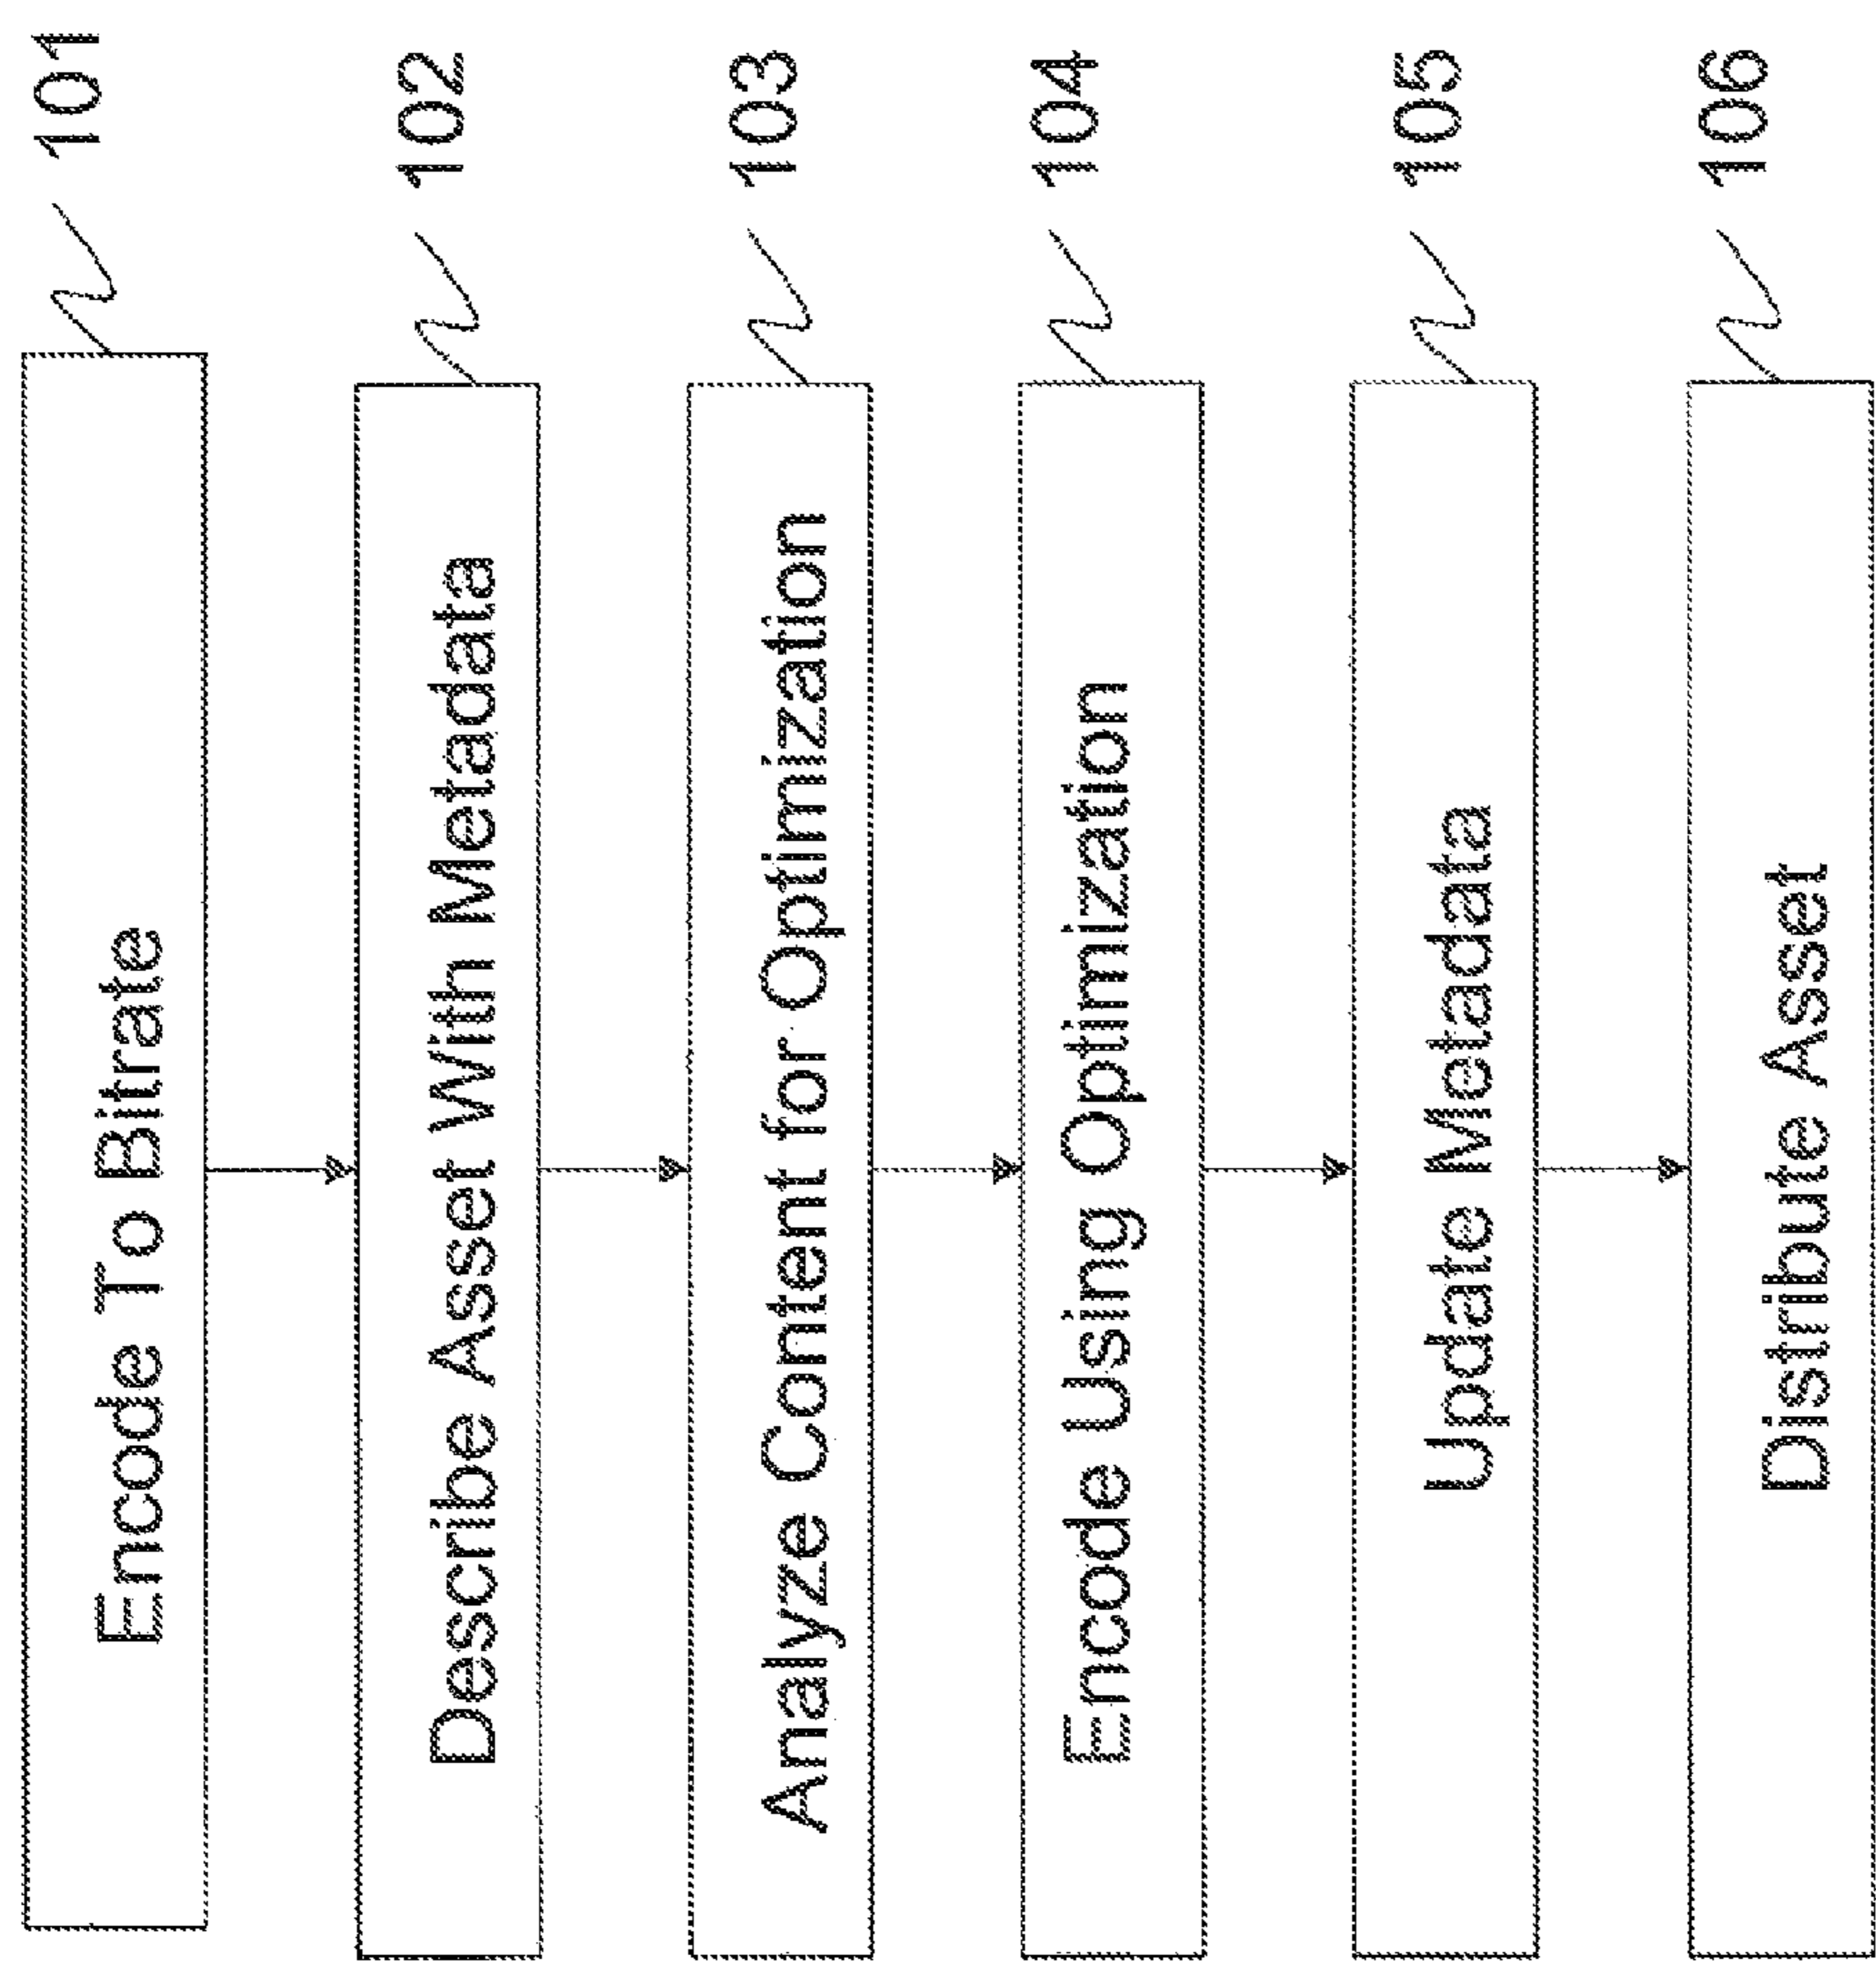 Encode To Bitrate 101
Describe Asset With Metadata 102
Analyze Content for Optimization 103
Encode Using Optimization 104
Update Metadata 105
Distribute Asset 106